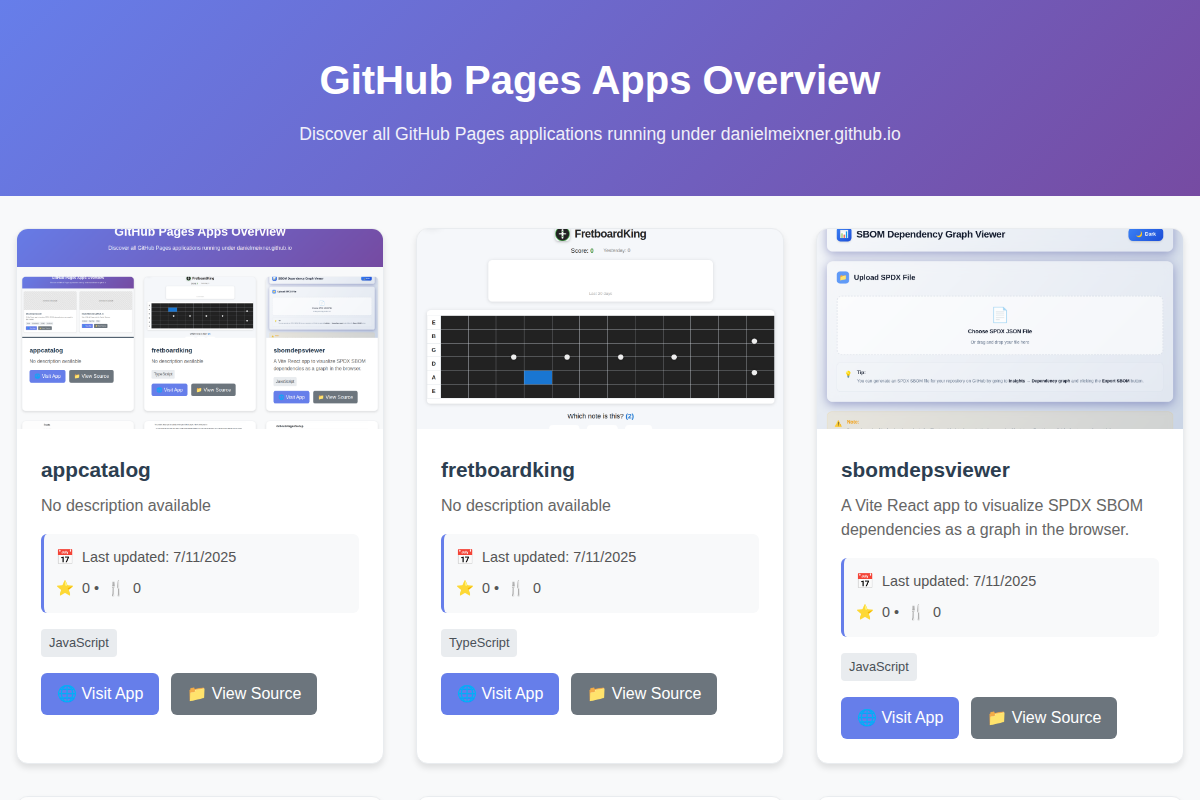 GitHub Pages Apps Overview
Discover all GitHub Pages applications running under danielmeixner.github.io
GitHub Pages Apps Overview
Discover all GitHub Pages applications running under danielmeixner.github.io
appcatalog
No description available
Visit App
View Source
fretboardking
No description available
JavaScript
Visit App
View Source
sbomdepsviewer
A Vite React app to visualize SPDX SBOM
dependencies as a graph in the browser.
JavaScript
Visit App
View Source
FretboardKing
Score: 0
Yesterday: 0
E
B
G
D
A
E
Which note is this? (2)
SBOM Dependency Graph Viewer
Dark
Upload SPDX File
Choose SPDX JSON File
Or drag and drop your file here
Tip:
You can generate an SBOM file for your repository on GitHub by going to Insights → Dependency graph and clicking the Export SBOM button.
Note:
appcatalog
No description available
Last updated: 7/11/2025
0 •
0
JavaScript
Visit App
View Source
fretboardking
No description available
Last updated: 7/11/2025
0 •
0
TypeScript
Visit App
View Source
sbomdepsviewer
A Vite React app to visualize SPDX SBOM
dependencies as a graph in the browser.
Last updated: 7/11/2025
0 •
0
JavaScript
Visit App
View Source